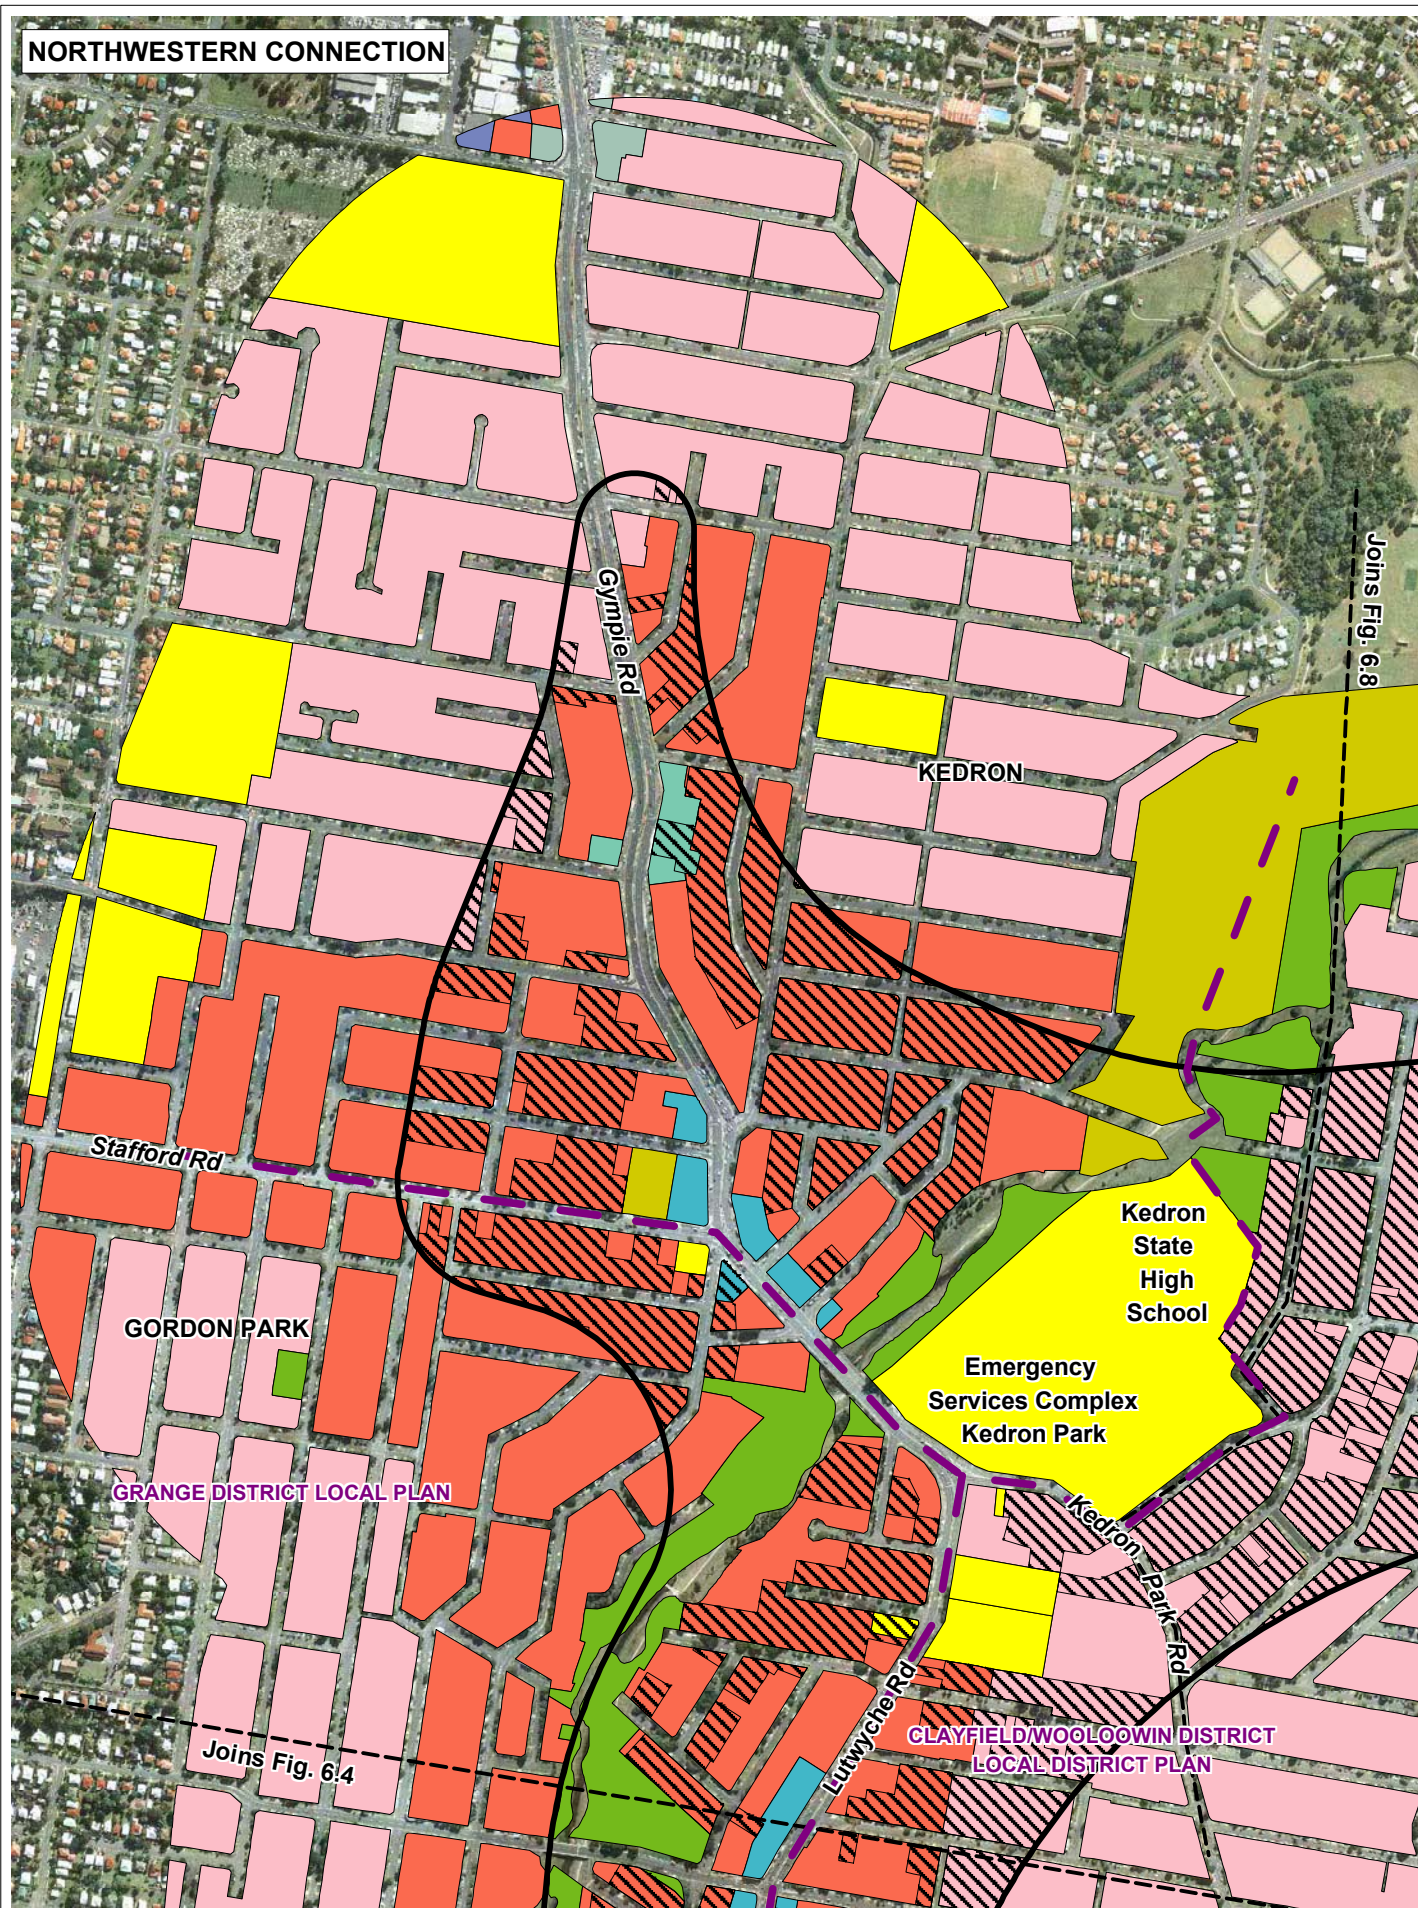 NORTHWESTERN CONNECTION
Joins Fig. 6.8
Gympie Rd
KEDRON
Stafford Rd
Kedron
State
High
School
GORDON PARK
Emergency
Services Complex
Kedron Park
GRANGE DISTRICT LOCAL PLAN
Kedron Park Rd
Lutwyche Rd
CLAYFIELD/WOOLOOWIN DISTRICT
LOCAL DISTRICT PLAN
Joins Fig. 6.4